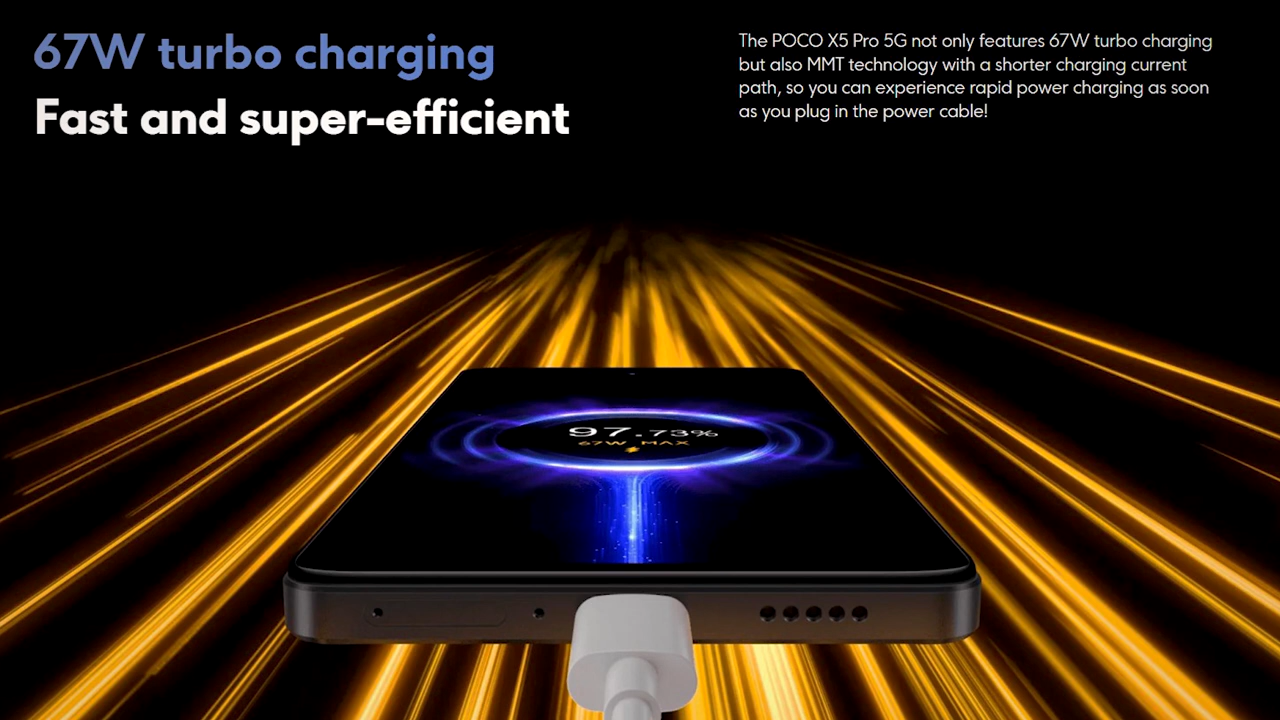 67W turbo charging
Fast and super-efficient
The POCO X5 Pro 5G not only features 67W turbo charging
but also MMT technology with a shorter charging current
path, so you can experience rapid power charging as soon
as you plug in the power cable!
97.73%
67W MAX